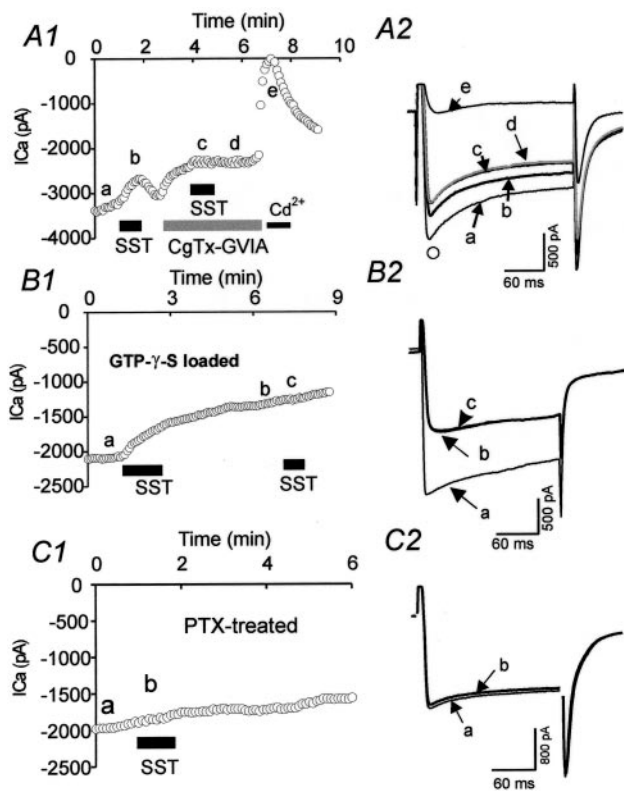 A1
Time (min)
0 2 4 6 8 10
ICa (pA)
0
-1000
-2000
-3000
-4000
a
b
c
d
e
SST
SST
CgTx-GVIA
Cd2+
A2
e
c
d
b
a
500 pA
60 ms
B1
Time (min)
0 3 6 9
ICa (pA)
0
-500
-1000
-1500
-2000
-2500
GTP-γ-S loaded
a
b
c
SST
SST
B2
c
b
a
500 pA
60 ms
C1
Time (min)
0 2 4 6
ICa (pA)
0
-500
-1000
-1500
-2000
-2500
PTX-treated
a
b
SST
C2
b
a
800 pA
60 ms